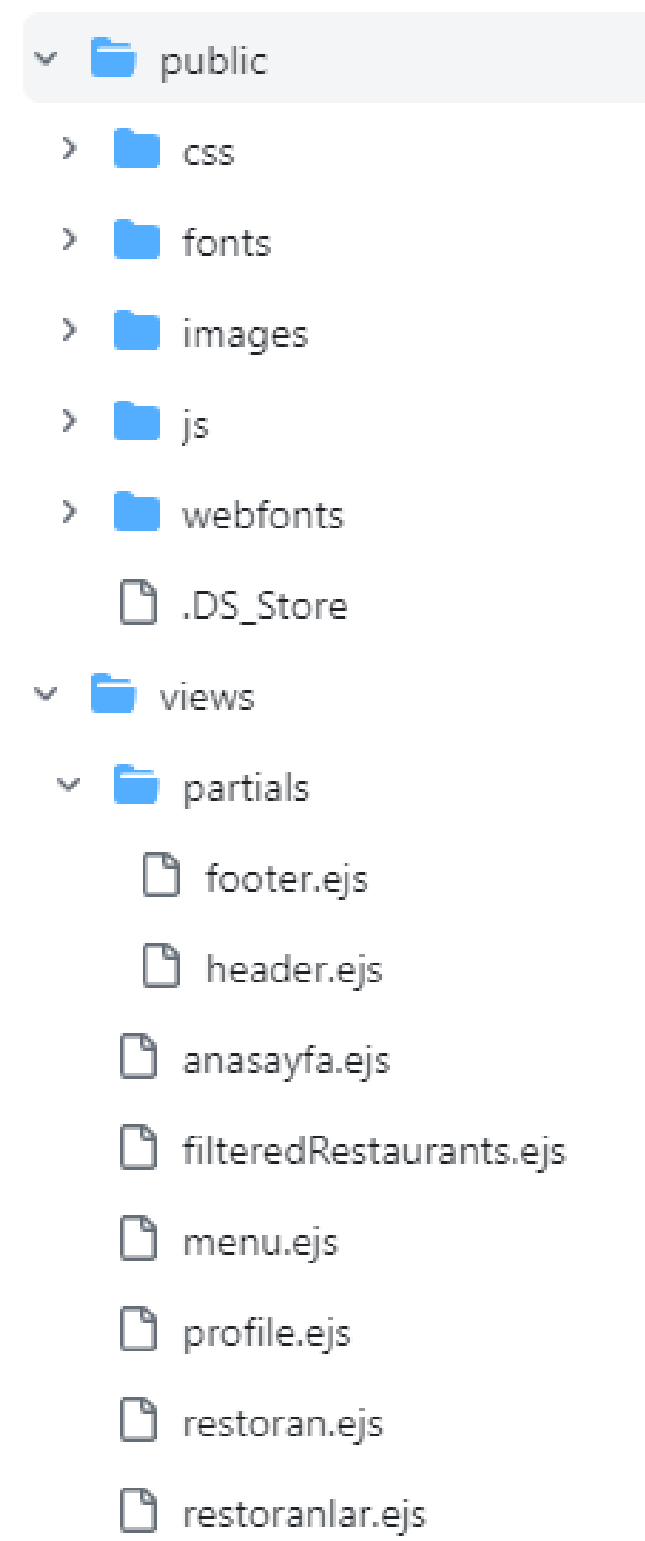 public
css
fonts
images
js
webfonts
.DS_Store
views
partials
footer.ejs
header.ejs
anasayfa.ejs
filteredRestaurants.ejs
menu.ejs
profile.ejs
restoran.ejs
restoranlar.ejs